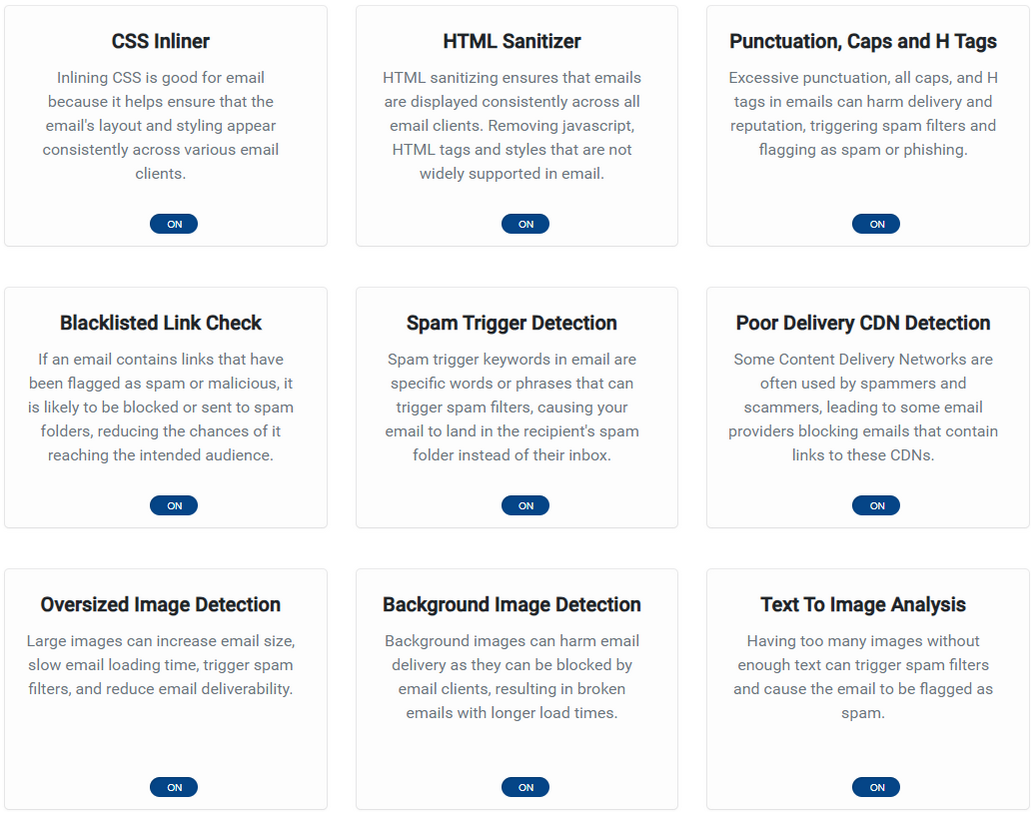 CSS Inliner
Inlining CSS is good for email
because it helps ensure that the
email's layout and styling appear
consistently across various email
clients.
ON
HTML Sanitizer
HTML sanitizing ensures that emails
are displayed consistently across all
email clients. Removing javascript,
HTML tags and styles that are not
widely supported in email.
ON
Punctuation, Caps and H Tags
Excessive punctuation, all caps, and H
tags in emails can harm delivery and
reputation, triggering spam filters and
flagging as spam or phishing.
ON
Blacklisted Link Check
If an email contains links that have
been flagged as spam or malicious, it
is likely to be blocked or sent to spam
folders, reducing the chances of it
reaching the intended audience.
ON
Spam Trigger Detection
Spam trigger keywords in email are
specific words or phrases that can
trigger spam filters, causing your
email to land in the recipient's spam
folder instead of their inbox.
ON
Poor Delivery CDN Detection
Some Content Delivery Networks are
often used by spammers and
scammers, leading to some email
providers blocking emails that contain
links to these CDNs.
ON
Oversized Image Detection
Large images can increase email size,
slow email loading time, trigger spam
filters, and reduce email deliverability.
ON
Background Image Detection
Background images can harm email
delivery as they can be blocked by
email clients, resulting in broken
emails with longer load times.
ON
Text To Image Analysis
Having too many images without
enough text can trigger spam filters
and cause the email to be flagged as
spam.
ON